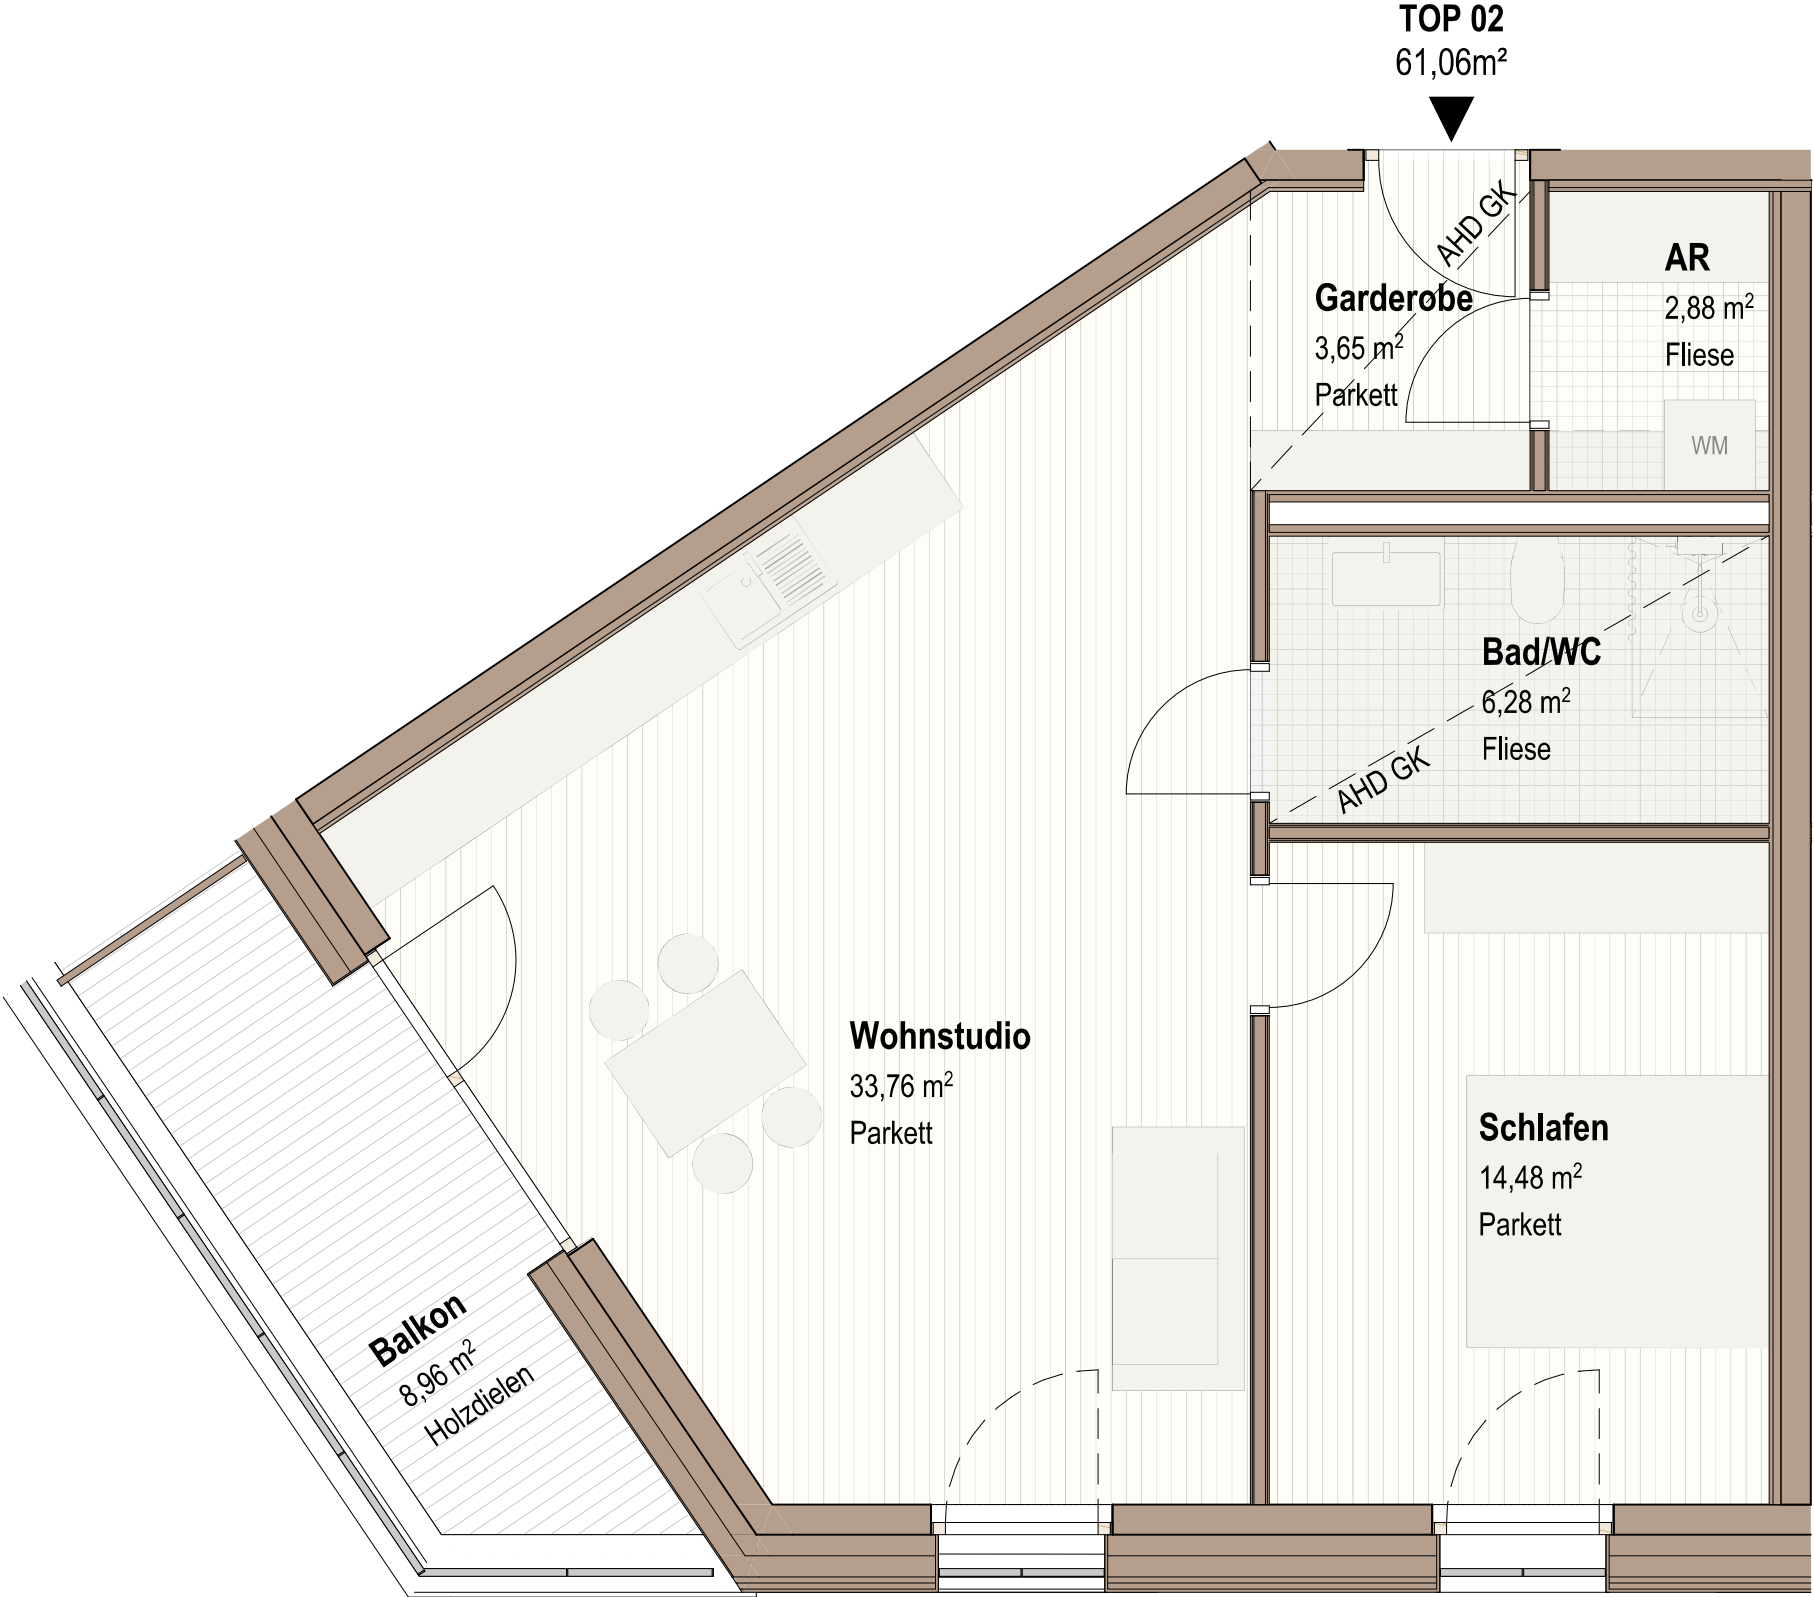 TOP 02
61,06m²
AHD GK
Garderobe
3,65 m²
Parkett
AR
2,88 m²
Fliese
WM
Bad/WC
6,28 m²
Fliese
AHD GK
Wohnstudio
33,76 m²
Parkett
Schlafen
14,48 m²
Parkett
Balkon
8,96 m²
Holzdielen